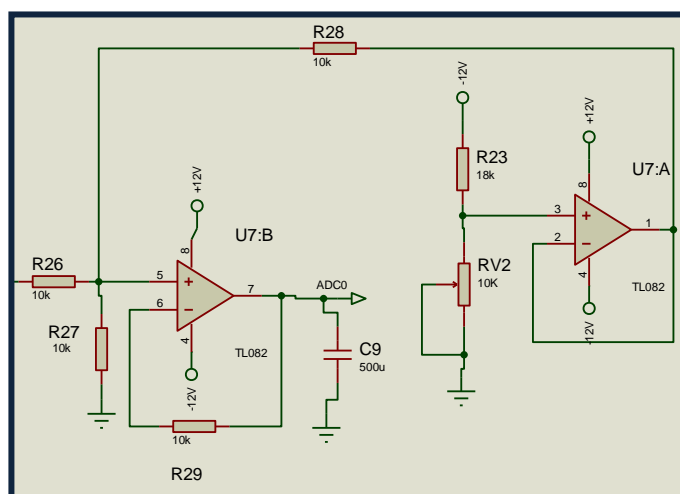 R28
10k
-12V
+12V
R23
18k
U7:A
8
3
1
2
4
TL082
-12V
RV2
10K
+12V
U7:B
8
R26
10k
5
7
6
4
TL082
-12V
ADC0
R27
10k
C9
500u
10k
R29